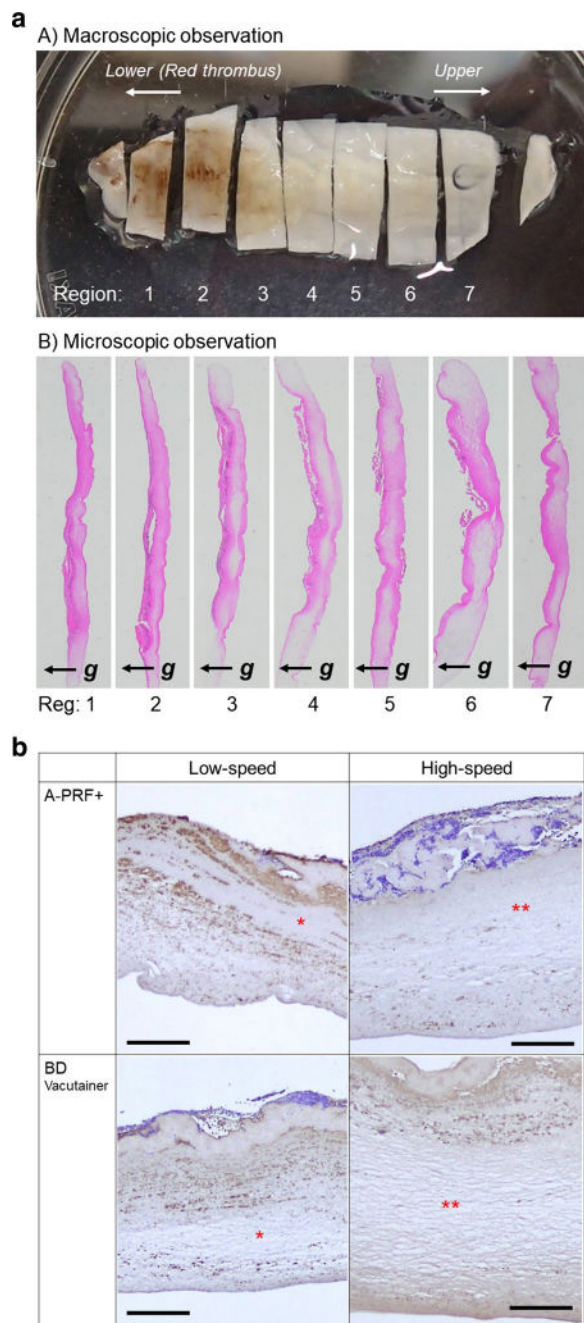 a
A) Macroscopic observation
Lower (Red thrombus) Upper
Region: 1 2 3 4 5 6 7
B) Microscopic observation
g g g g g g g
Reg: 1 2 3 4 5 6 7
b
Low-speed High-speed
A-PRF+
*
**
BD
Vacutainer
*
**